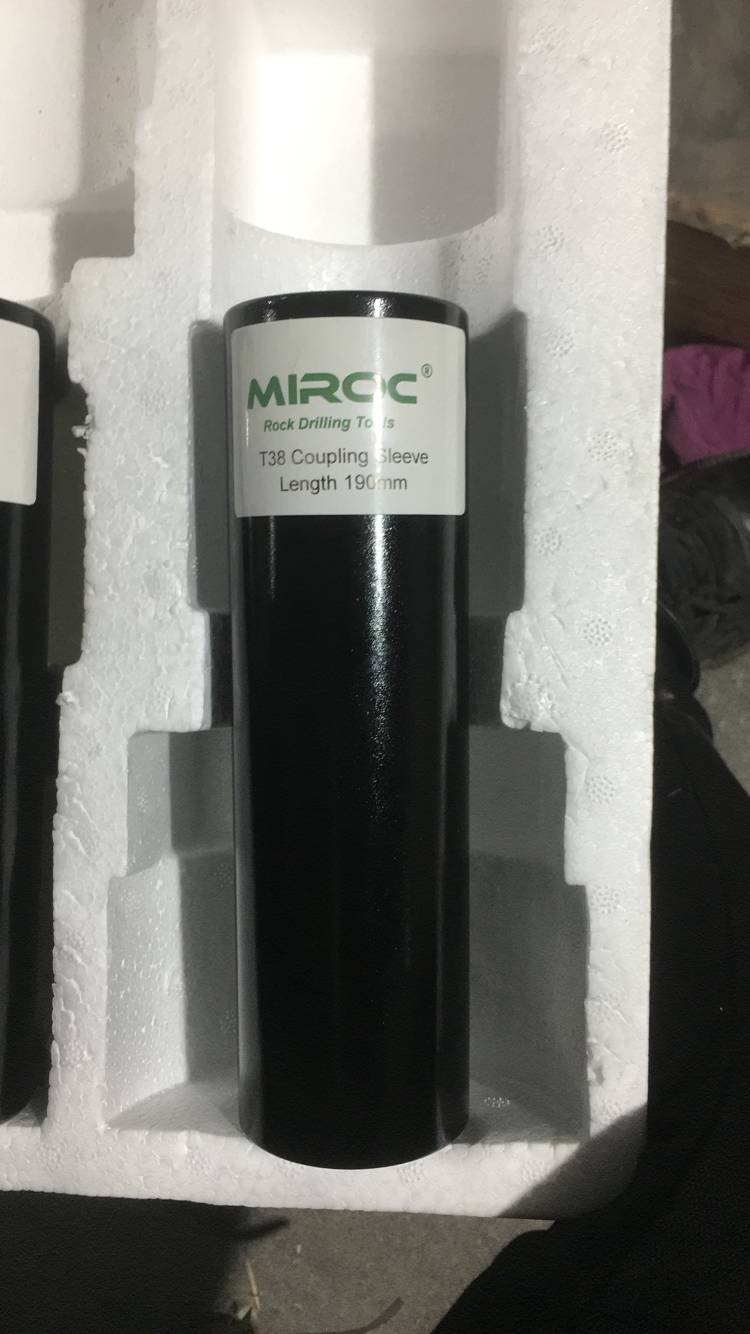 MIROC®
Rock Drilling Tools
T38 Coupling Sleeve
Length 190mm